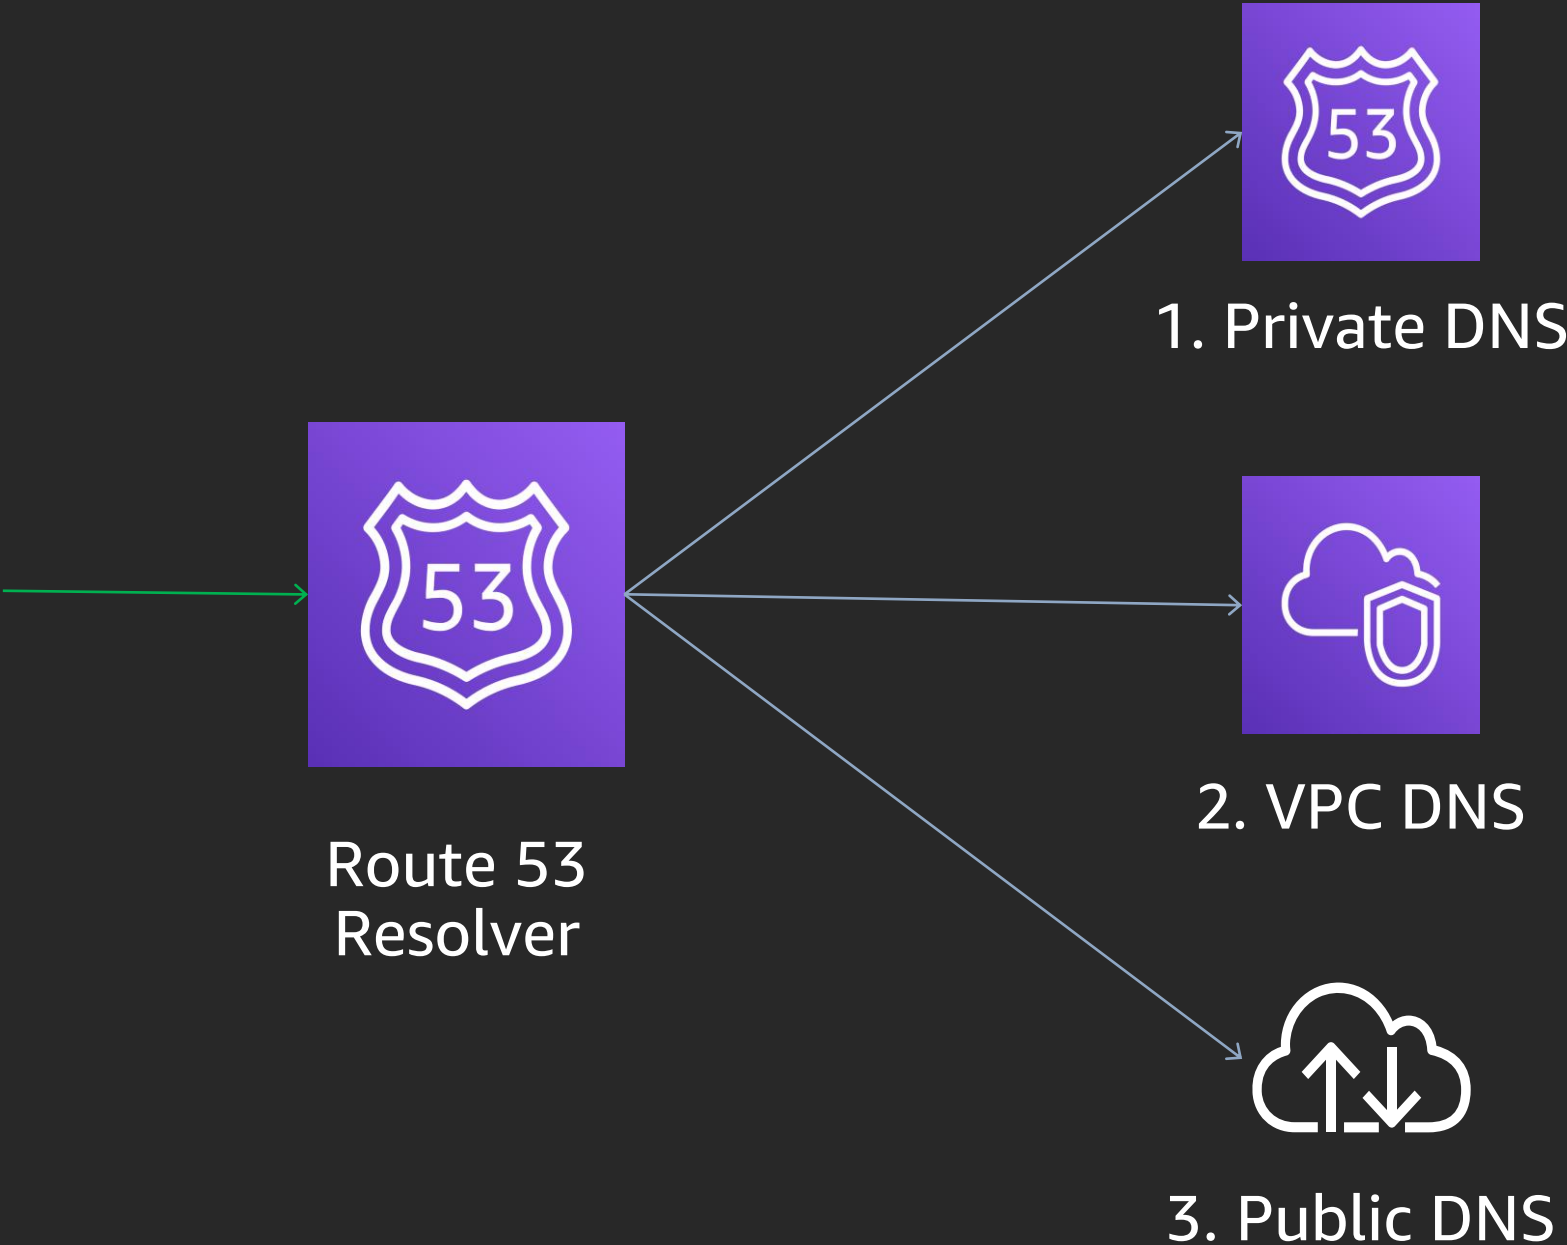 53
1. Private DNS
53
Route 53
Resolver
2. VPC DNS
3. Public DNS